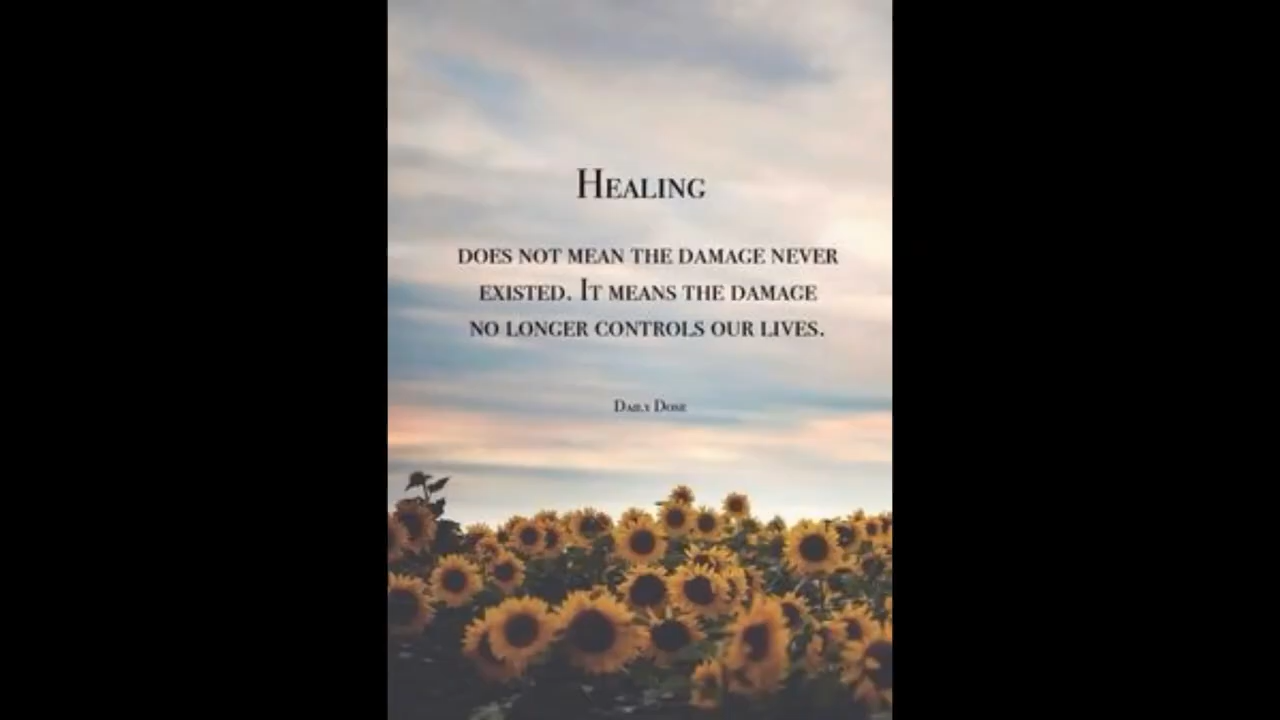 Healing
does not mean the damage never
existed. It means the damage
no longer controls our lives.
Daily Dose